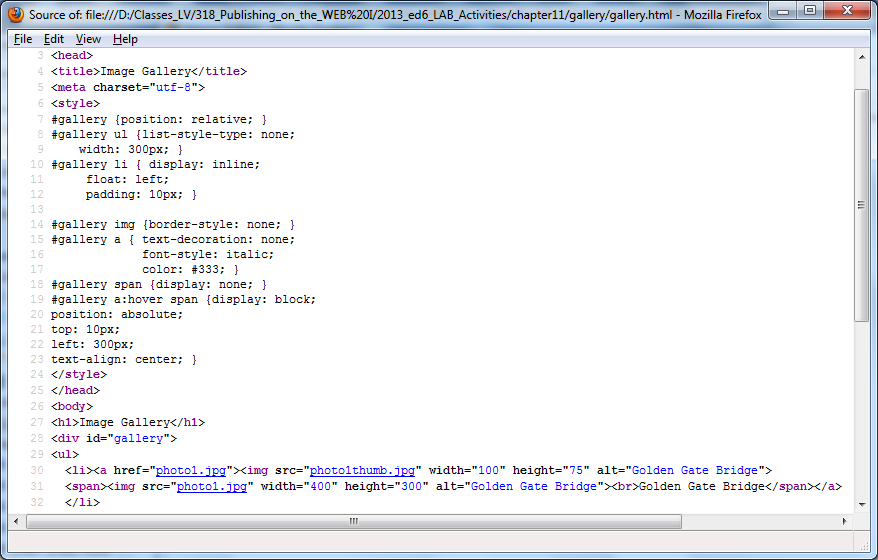 Source of: file:///D:/Classes_LV/318_Publishing_on_the_WEB%20I/2013_ed6_LAB_Activities/chapter11/gallery/gallery.html - Mozilla Firefox
File Edit View Help
3 <head>
4 <title>Image Gallery</title>
5 <meta charset="utf-8">
6 <style>
7 #gallery {position: relative; }
8 #gallery ul {list-style-type: none;
9     width: 300px; }
10 #gallery li { display: inline;
11      float: left;
12      padding: 10px; }
13
14 #gallery img {border-style: none; }
15 #gallery a { text-decoration: none;
16             font-style: italic;
17             color: #333; }
18 #gallery span {display: none; }
19 #gallery a:hover span {display: block;
20 position: absolute;
21 top: 10px;
22 left: 300px;
23 text-align: center; }
24 </style>
25 </head>
26 <body>
27 <h1>Image Gallery</h1>
28 <div id="gallery">
29 <ul>
30   <li><a href="photo1.jpg"><img src="photo1thumb.jpg" width="100" height="75" alt="Golden Gate Bridge">
31   <span><img src="photo1.jpg" width="400" height="300" alt="Golden Gate Bridge"><br>Golden Gate Bridge</span></a>
32   </li>